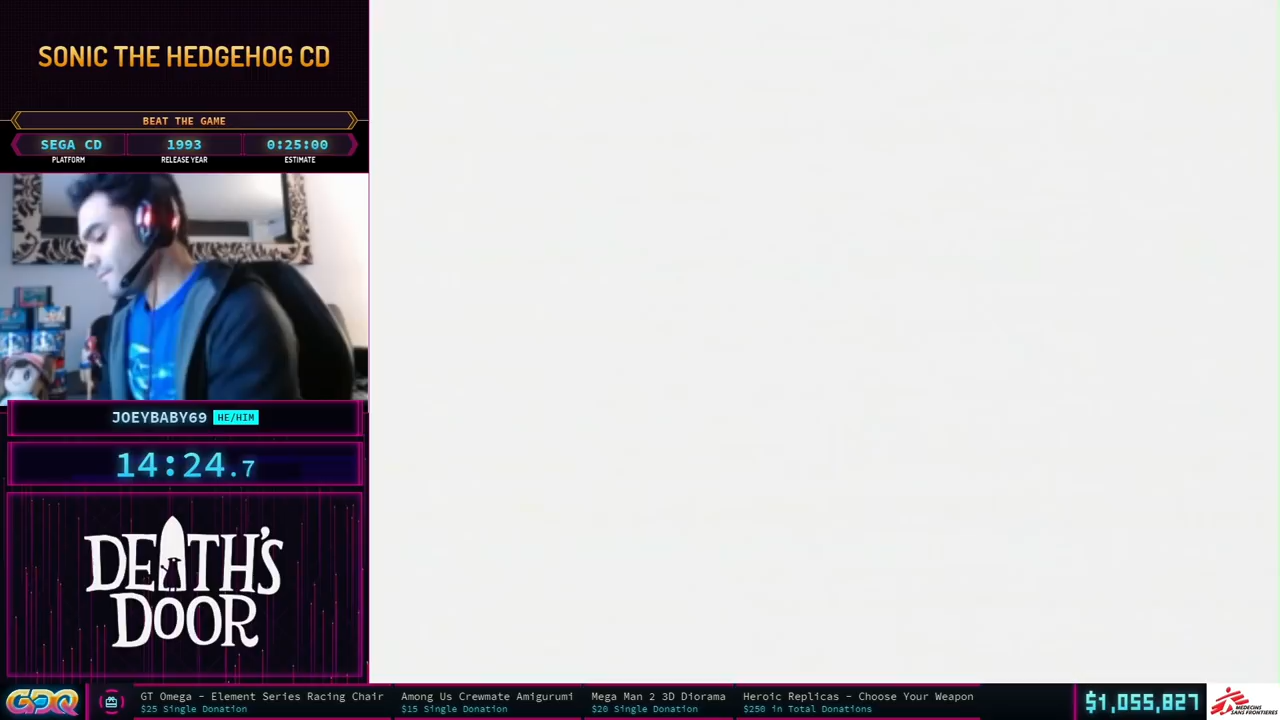 SONIC THE HEDGEHOG CD
BEAT THE GAME
SEGA CD 1993 0:25:00
PLATFORM RELEASE YEAR ESTIMATE
JOEYBABY69 HE/HIM
14:24.7
DEATH'S
DOOR
GDQ
GT Omega - Element Series Racing Chair
$25 Single Donation
Among Us Crewmate Amigurumi
$15 Single Donation
Mega Man 2 3D Diorama
$20 Single Donation
Heroic Replicas - Choose Your Weapon
$250 in Total Donations
$1,055,827
MEDECINS
SANS FRONTIERES